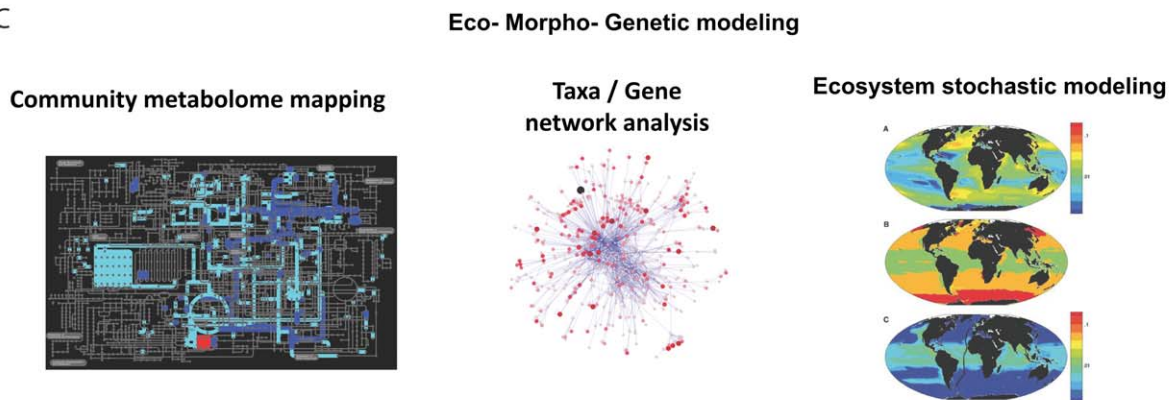 C
Eco- Morpho- Genetic modeling
Community metabolome mapping
Taxa / Gene
network analysis
Ecosystem stochastic modeling
A
B
C